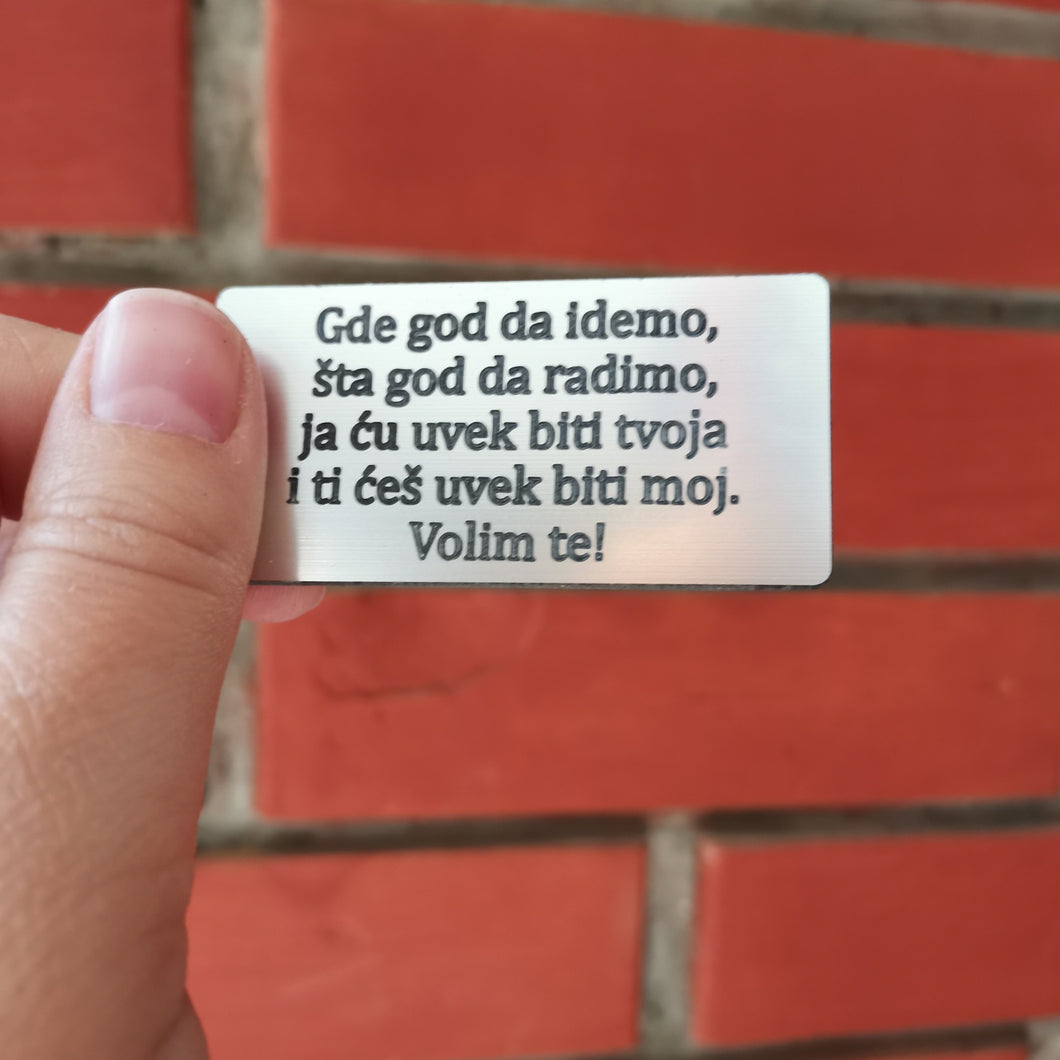 Gde god da idemo,
šta god da radimo,
ja ću uvek biti tvoja
i ti ćeš uvek biti moj.
Volim te!